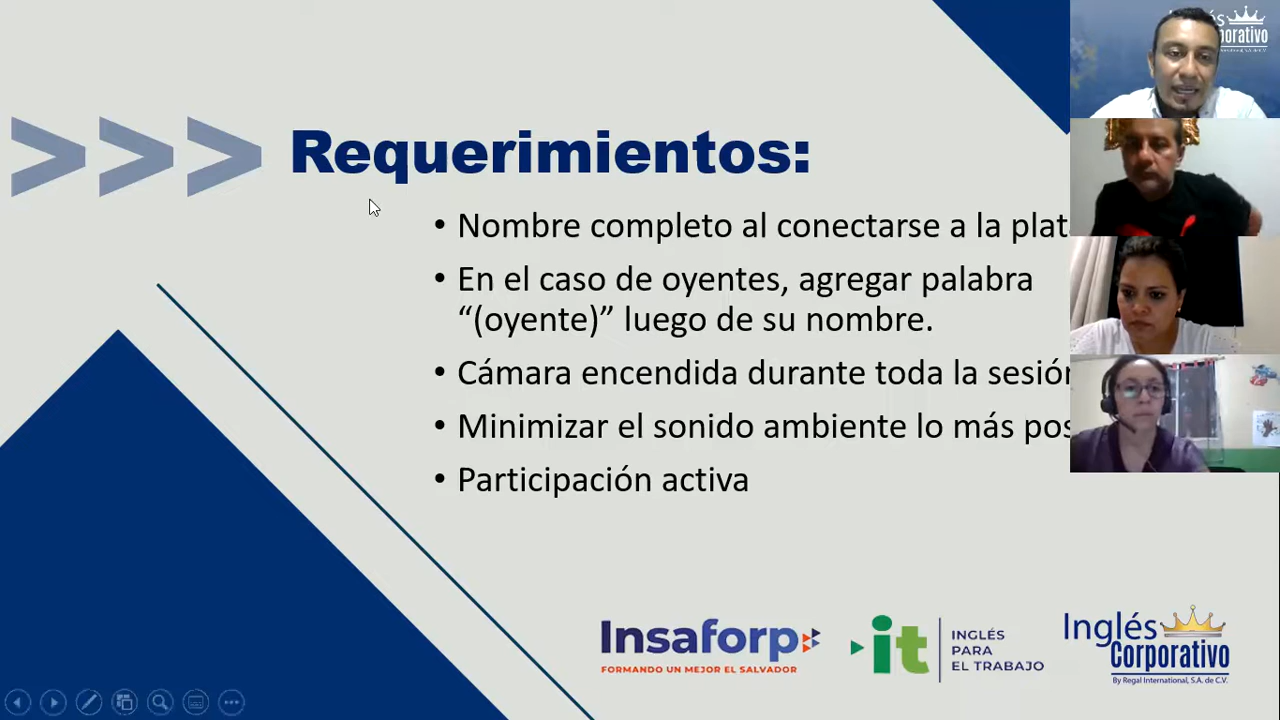 Requerimientos:
• Nombre completo al conectarse a la
• En el caso de oyentes, agregar palabra
“(oyente)” luego de su nombre.
• Cámara encendida durante toda la sesión
• Minimizar el sonido ambiente lo más
• Participación activa
Insaforp
FORMANDO UN MEJOR EL SALVADOR
it
INGLÉS
PARA
EL TRABAJO
Inglés
Corporativo
By Regal International, S.A. de C.V.